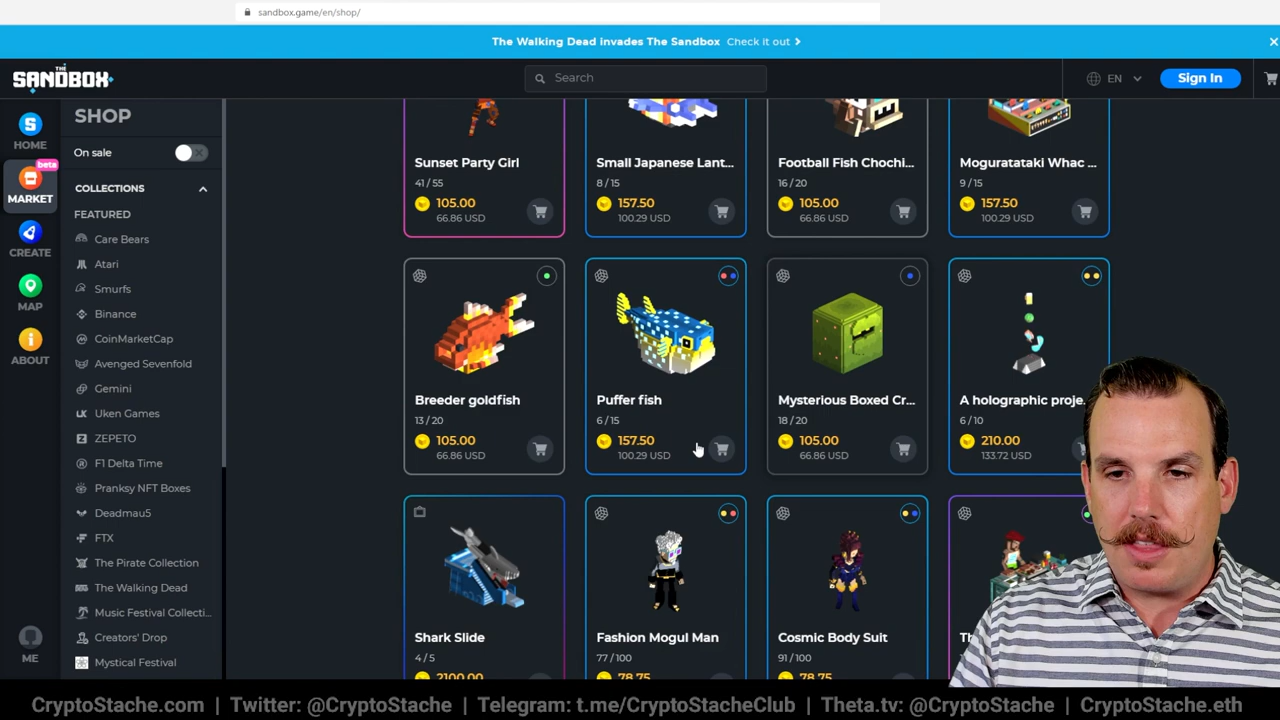 sandbox.game/en/shop/
The Walking Dead invades The Sandbox Check it out
THE
SANDBOX
Search
EN
Sign In
SHOP
On sale
COLLECTIONS
FEATURED
Care Bears
Atari
Smurfs
Binance
CoinMarketCap
Avenged Sevenfold
Gemini
Uken Games
ZEPETO
F1 Delta Time
Pranksy NFT Boxes
Deadmau5
FTX
The Pirate Collection
The Walking Dead
Music Festival Collecti...
Creators' Drop
Mystical Festival
HOME
beta
MARKET
CREATE
MAP
ABOUT
ME
Sunset Party Girl
41 / 55
105.00
66.86 USD
Small Japanese Lant...
8 / 15
157.50
100.29 USD
Football Fish Chochi...
16 / 20
105.00
66.86 USD
Moguratataki Whac ...
9 / 15
157.50
100.29 USD
Breeder goldfish
13 / 20
105.00
66.86 USD
Puffer fish
6 / 15
157.50
100.29 USD
Mysterious Boxed Cr...
18 / 20
105.00
66.86 USD
A holographic proje...
6 / 10
210.00
133.72 USD
Shark Slide
4 / 5
2100.00
Fashion Mogul Man
77 / 100
78.75
Cosmic Body Suit
91 / 100
78.75
CryptoStache.com | Twitter: @CryptoStache | Telegram: t.me/CryptoStacheClub | Theta.tv: @CryptoStache | CryptoStache.eth